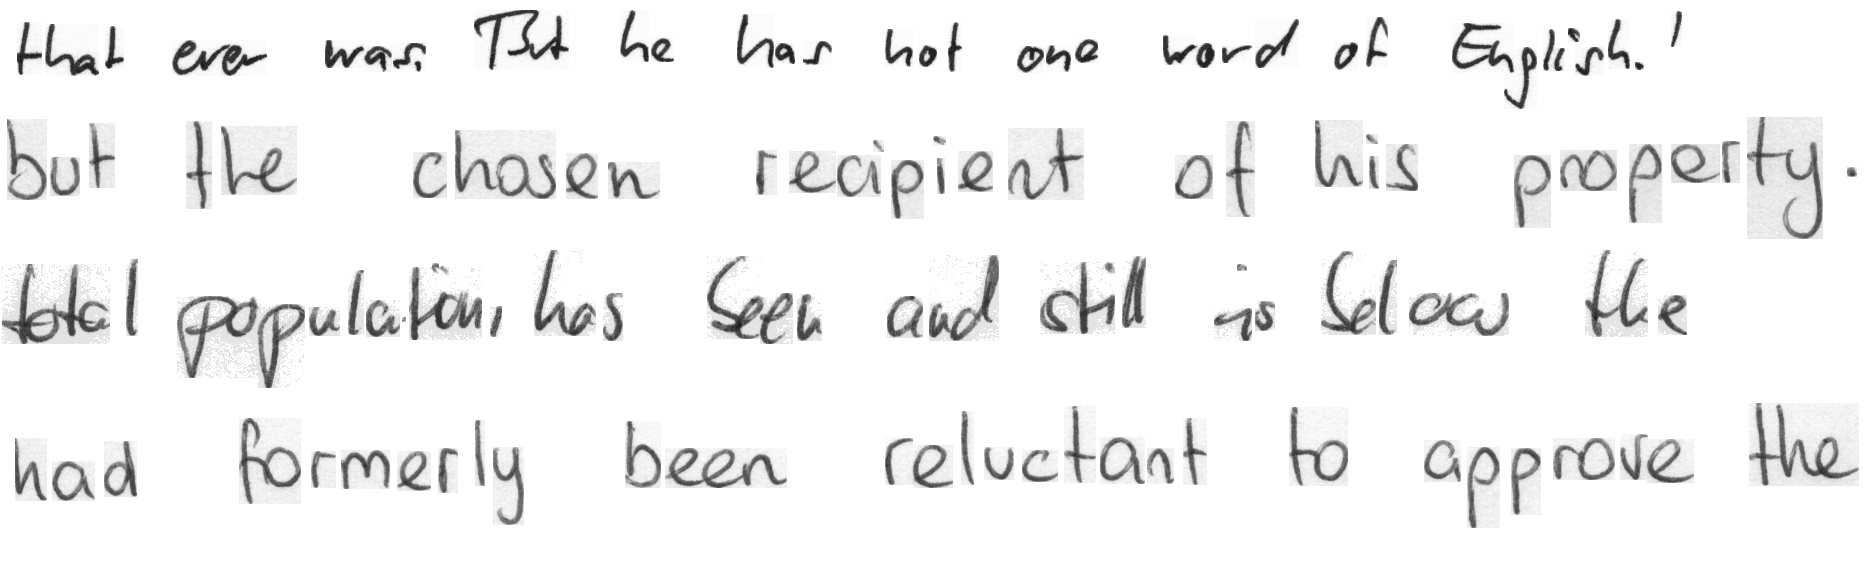 that ever was. But he has not one word of English.'
but the chosen recipient of his property.
total population, has been and still is below the
had formerly been reluctant to approve the